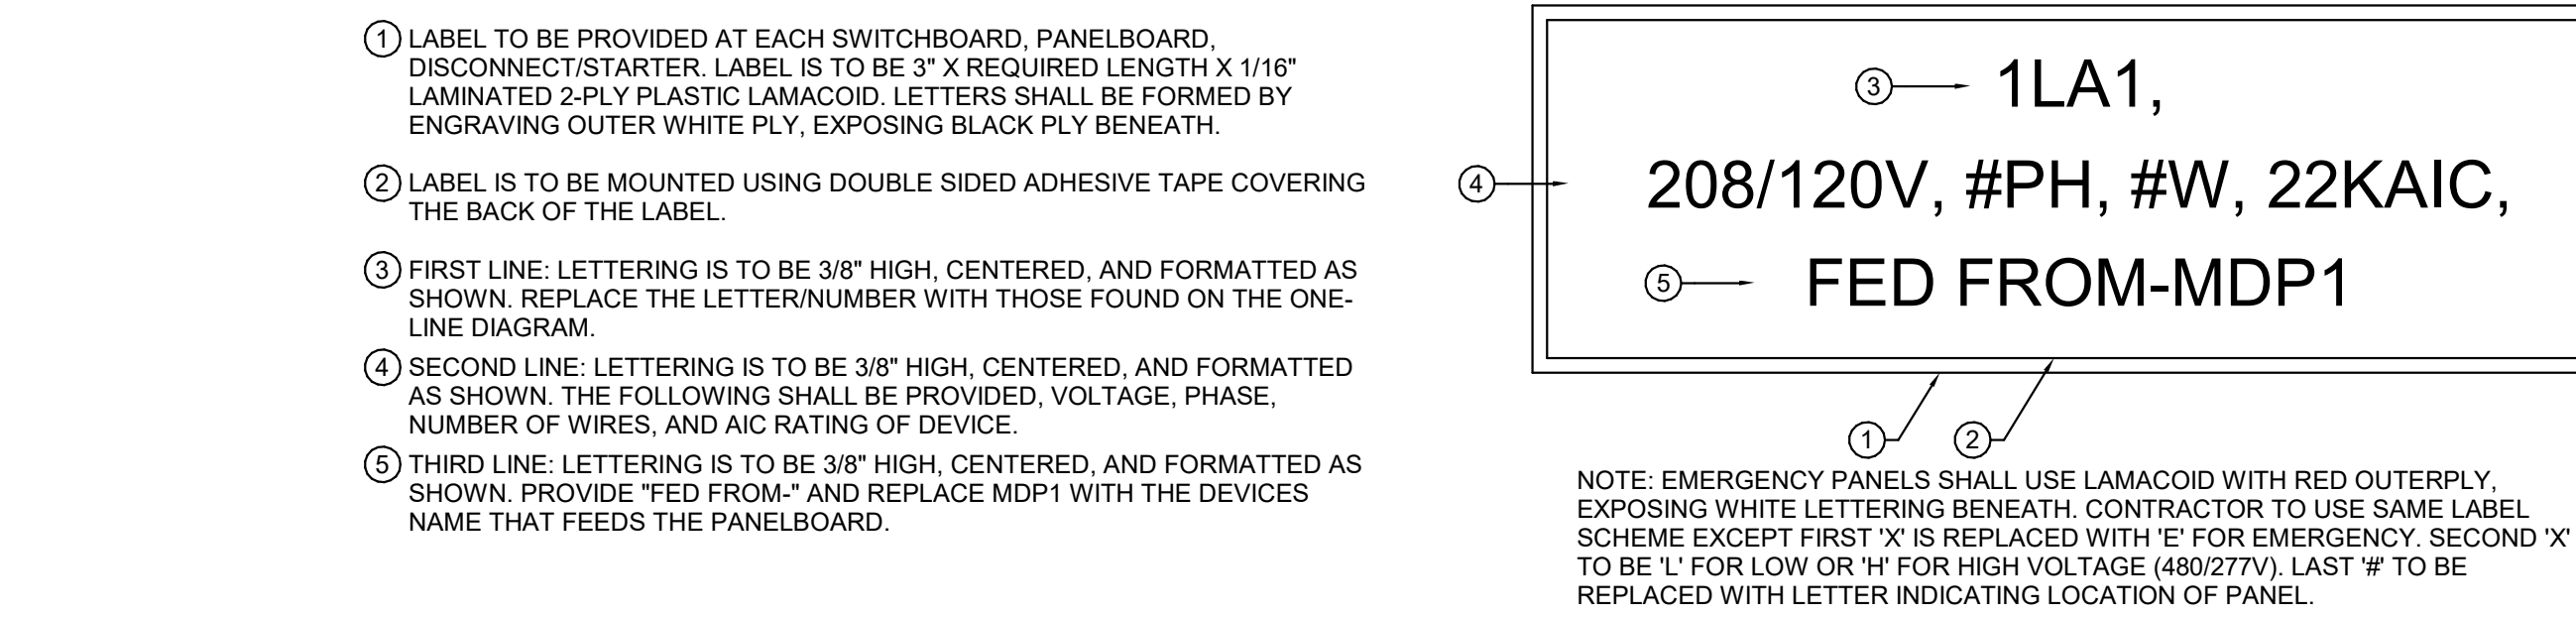 1 LABEL TO BE PROVIDED AT EACH SWITCHBOARD, PANELBOARD,
DISCONNECT/STARTER. LABEL IS TO BE 3" X REQUIRED LENGTH X 1/16"
LAMINATED 2-PLY PLASTIC LAMACOID. LETTERS SHALL BE FORMED BY
ENGRAVING OUTER WHITE PLY, EXPOSING BLACK PLY BENEATH.
2 LABEL IS TO BE MOUNTED USING DOUBLE SIDED ADHESIVE TAPE COVERING
THE BACK OF THE LABEL.
3 FIRST LINE: LETTERING IS TO BE 3/8" HIGH, CENTERED, AND FORMATTED AS
SHOWN. REPLACE THE LETTER/NUMBER WITH THOSE FOUND ON THE ONE-
LINE DIAGRAM.
4 SECOND LINE: LETTERING IS TO BE 3/8" HIGH, CENTERED, AND FORMATTED
AS SHOWN. THE FOLLOWING SHALL BE PROVIDED, VOLTAGE, PHASE,
NUMBER OF WIRES, AND AIC RATING OF DEVICE.
5 THIRD LINE: LETTERING IS TO BE 3/8" HIGH, CENTERED, AND FORMATTED AS
SHOWN. PROVIDE "FED FROM-" AND REPLACE MDP1 WITH THE DEVICES
NAME THAT FEEDS THE PANELBOARD.
3 1LA1,
4 208/120V, #PH, #W, 22KAIC,
5 FED FROM-MDP1
1 2
NOTE: EMERGENCY PANELS SHALL USE LAMACOID WITH RED OUTERPLY,
EXPOSING WHITE LETTERING BENEATH. CONTRACTOR TO USE SAME LABEL
SCHEME EXCEPT FIRST 'X' IS REPLACED WITH 'E' FOR EMERGENCY. SECOND 'X'
TO BE 'L' FOR LOW OR 'H' FOR HIGH VOLTAGE (480/277V). LAST '#' TO BE
REPLACED WITH LETTER INDICATING LOCATION OF PANEL.